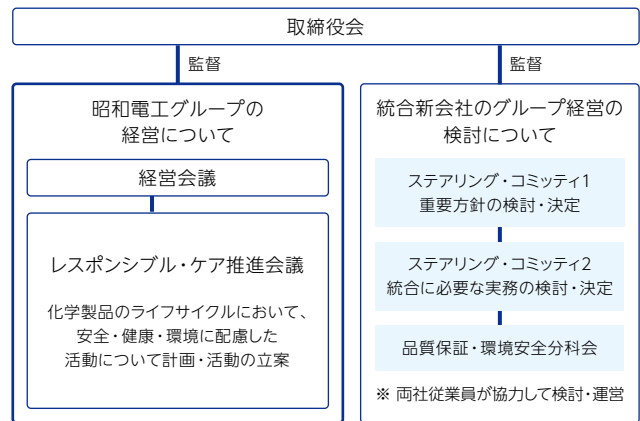 取締役会
監督
監督
昭和電工グループの
経営について
経営会議
レスポンシブル・ケア推進会議
化学製品のライフサイクルにおいて、
安全・健康・環境に配慮した
活動について計画・活動の立案
統合新会社のグループ経営の
検討について
ステアリング・コミッティ1
重要方針の検討・決定
ステアリング・コミッティ2
統合に必要な実務の検討・決定
品質保証・環境安全分科会
※ 両社従業員が協力して検討・運営